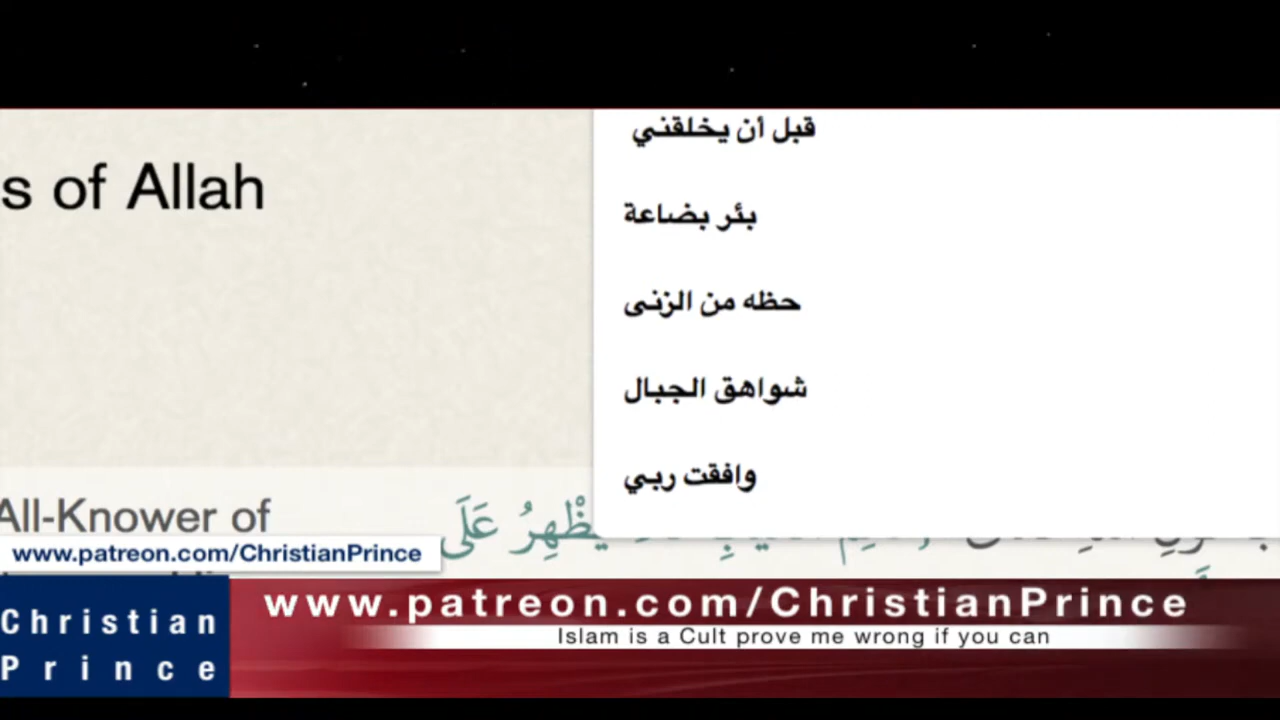 s of Allah
قبل أن يخلقني
بئر بضاعة
حظه من الزنى
شواهق الجبال
وافقت ربي
All-Knower of
يُظْهِرُ عَلَى
www.patreon.com/ChristianPrince
Christian
Prince
www.patreon.com/ChristianPrince
Islam is a Cult prove me wrong if you can